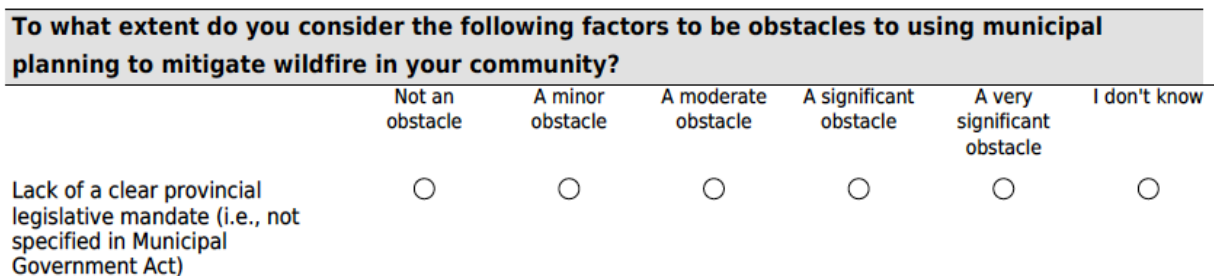 To what extent do you consider the following factors to be obstacles to using municipal
planning to mitigate wildfire in your community?
Not an obstacle
A minor obstacle
A moderate obstacle
A significant obstacle
A very significant obstacle
I don't know
Lack of a clear provincial
legislative mandate (i.e., not
specified in Municipal
Government Act)